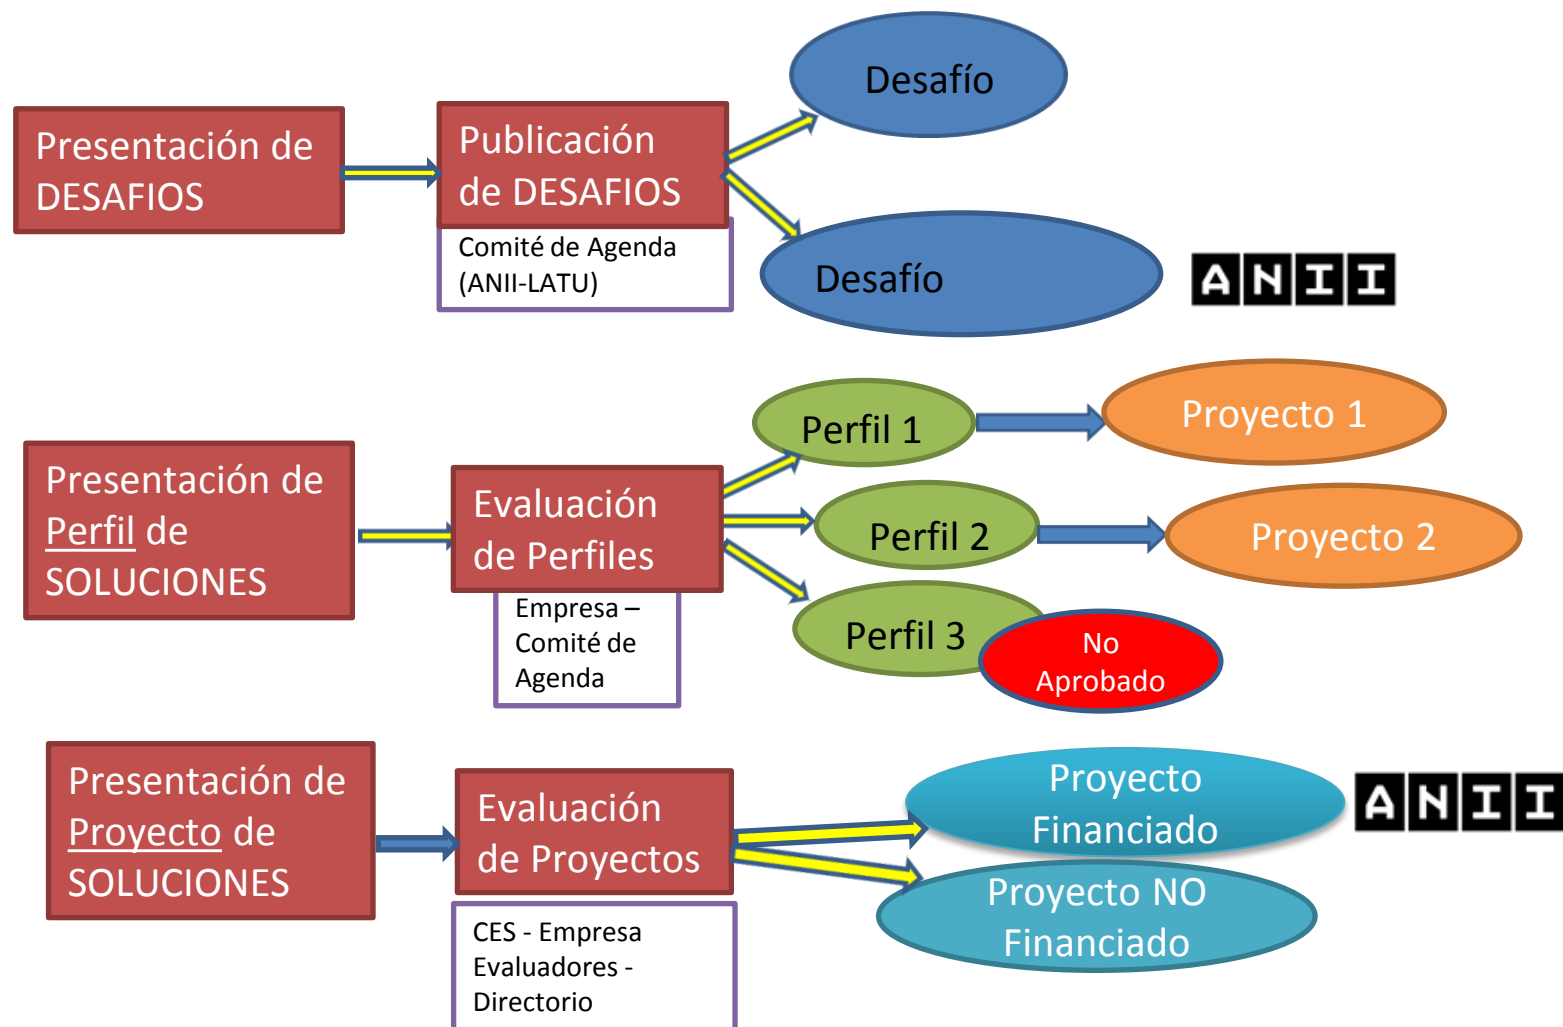 Presentación de
DESAFIOS
Publicación
de DESAFIOS
Comité de Agenda
(ANII-LATU)
Desafío
Desafío
ANII
Presentación de
Perfil de
SOLUCIONES
Evaluación
de Perfiles
Empresa –
Comité de
Agenda
Perfil 1
Proyecto 1
Perfil 2
Proyecto 2
Perfil 3
No
Aprobado
Presentación de
Proyecto de
SOLUCIONES
Evaluación
de Proyectos
CES - Empresa
Evaluadores -
Directorio
Proyecto
Financiado
ANII
Proyecto NO
Financiado